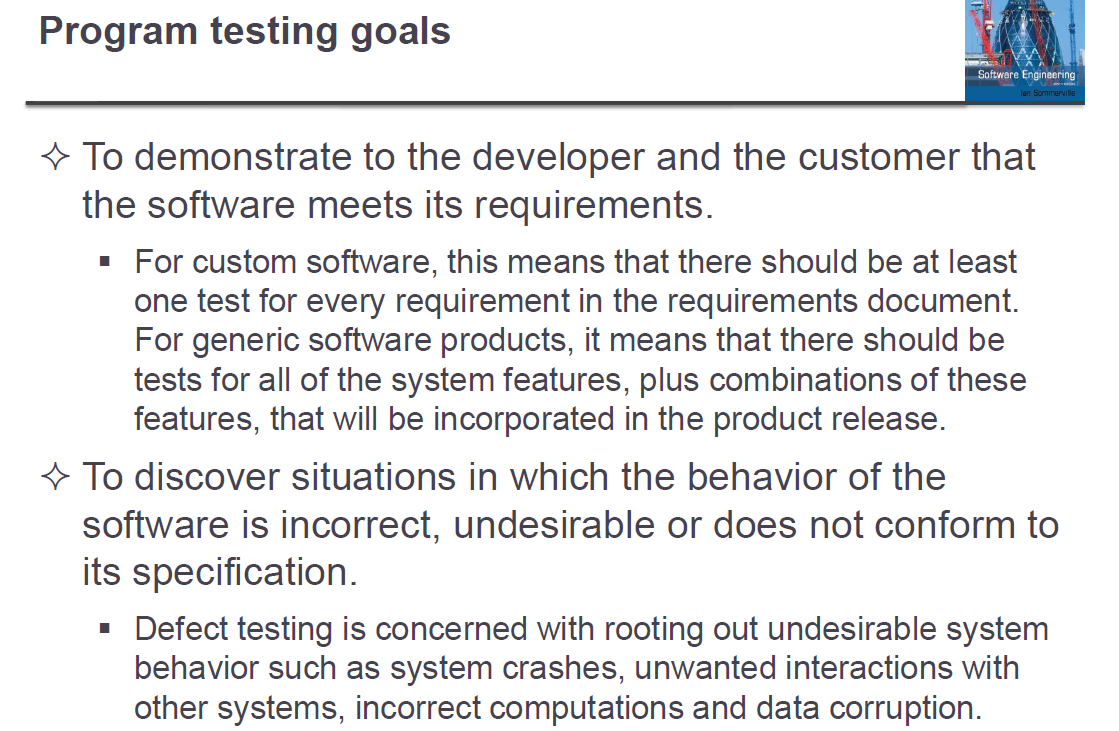 Program testing goals
Software Engineering
Ian Sommerville
To demonstrate to the developer and the customer that
the software meets its requirements.
For custom software, this means that there should be at least
one test for every requirement in the requirements document.
For generic software products, it means that there should be
tests for all of the system features, plus combinations of these
features, that will be incorporated in the product release.
To discover situations in which the behavior of the
software is incorrect, undesirable or does not conform to
its specification.
Defect testing is concerned with rooting out undesirable system
behavior such as system crashes, unwanted interactions with
other systems, incorrect computations and data corruption.